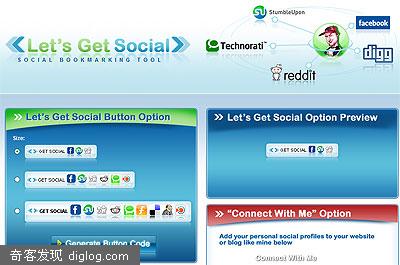 StumbleUpon
facebook
Let's Get Social
SOCIAL BOOKMARKING TOOL
Technorati
digg
reddit
Let's Get Social Button Option
Let's Get Social Option Preview
Size:
GET SOCIAL
GET SOCIAL
GET SOCIAL
GET SOCIAL
"Connect With Me" Option
Add your personal social profiles to your website
or blog like mine below
Generate Button Code
Connect With Me
奇客发现 diglog.com